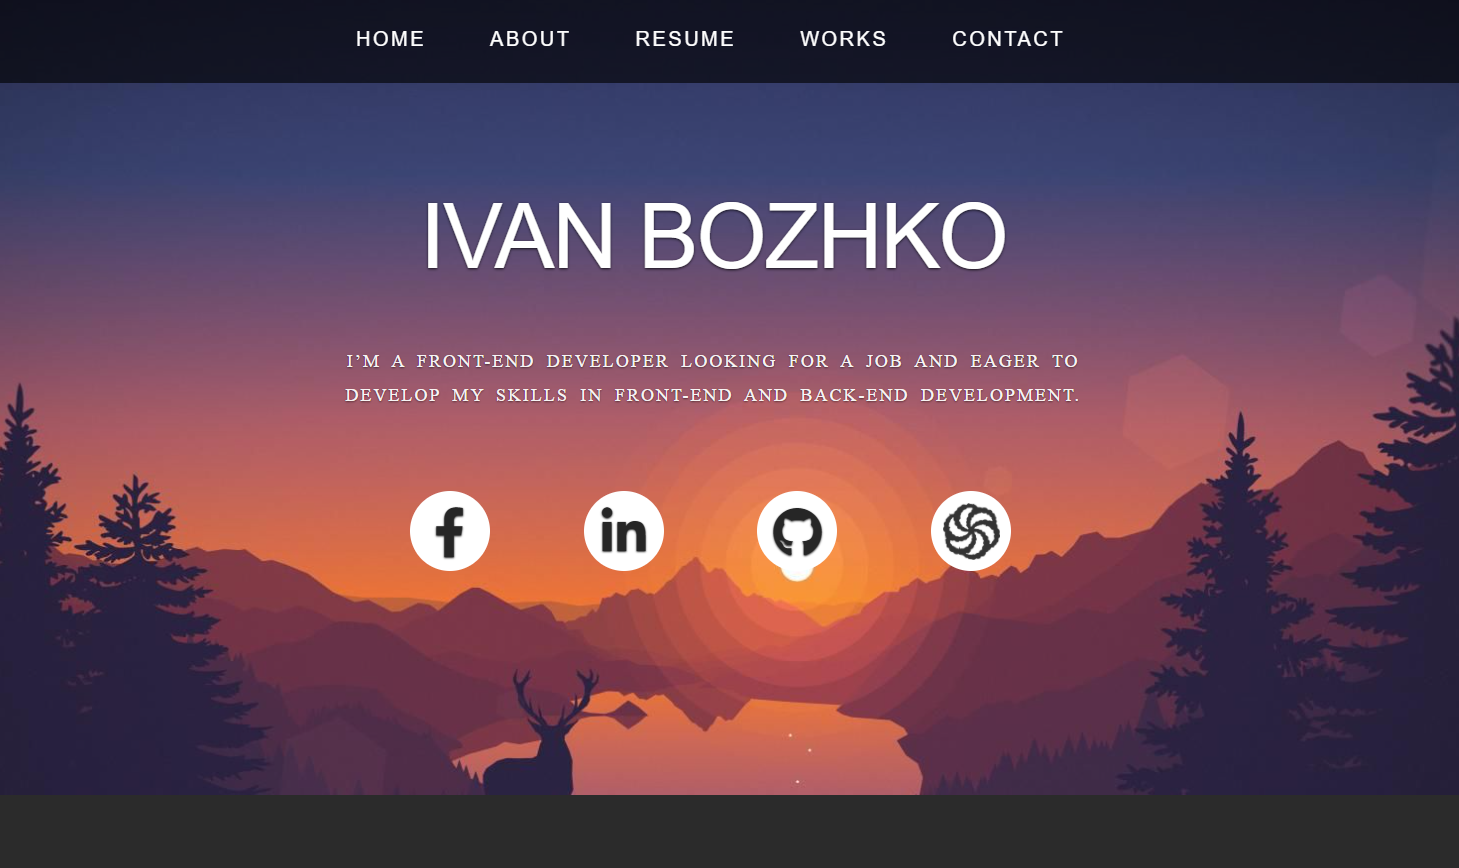 HOME ABOUT RESUME WORKS CONTACT
IVAN BOZHKO
I’M A FRONT-END DEVELOPER LOOKING FOR A JOB AND EAGER TO
DEVELOP MY SKILLS IN FRONT-END AND BACK-END DEVELOPMENT.
f in